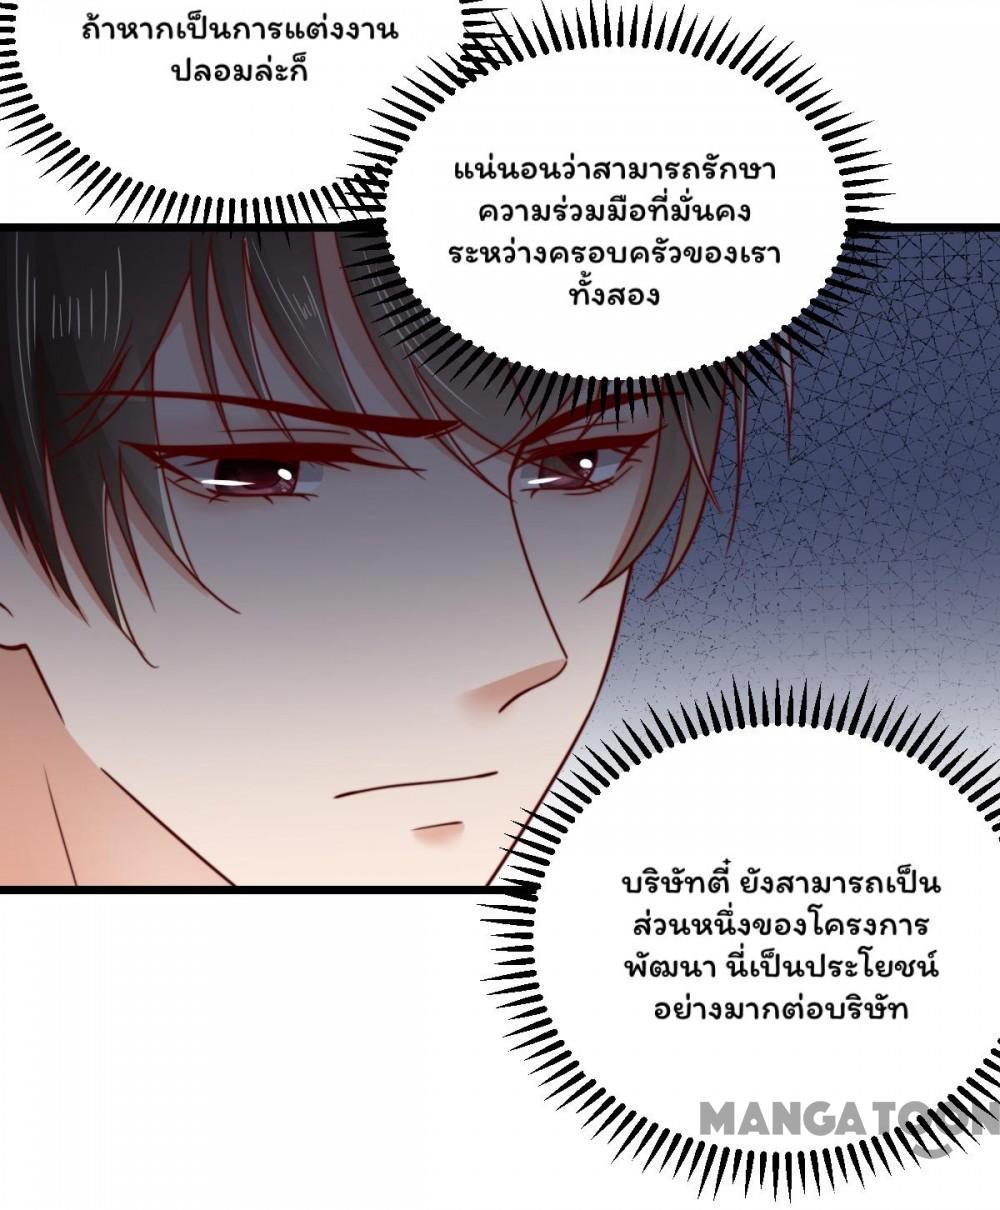 ถ้าหากเป็นการแต่งงาน
ปลอมล่ะก็
แน่นอนว่าสามารถรักษา
ความร่วมมือที่มั่นคง
ระหว่างครอบครัวของเรา
ทั้งสอง
บริษัทตี๋ ยังสามารถเป็น
ส่วนหนึ่งของโครงการ
พัฒนา นี่เป็นประโยชน์
อย่างมากต่อบริษัท
MANGA TOON